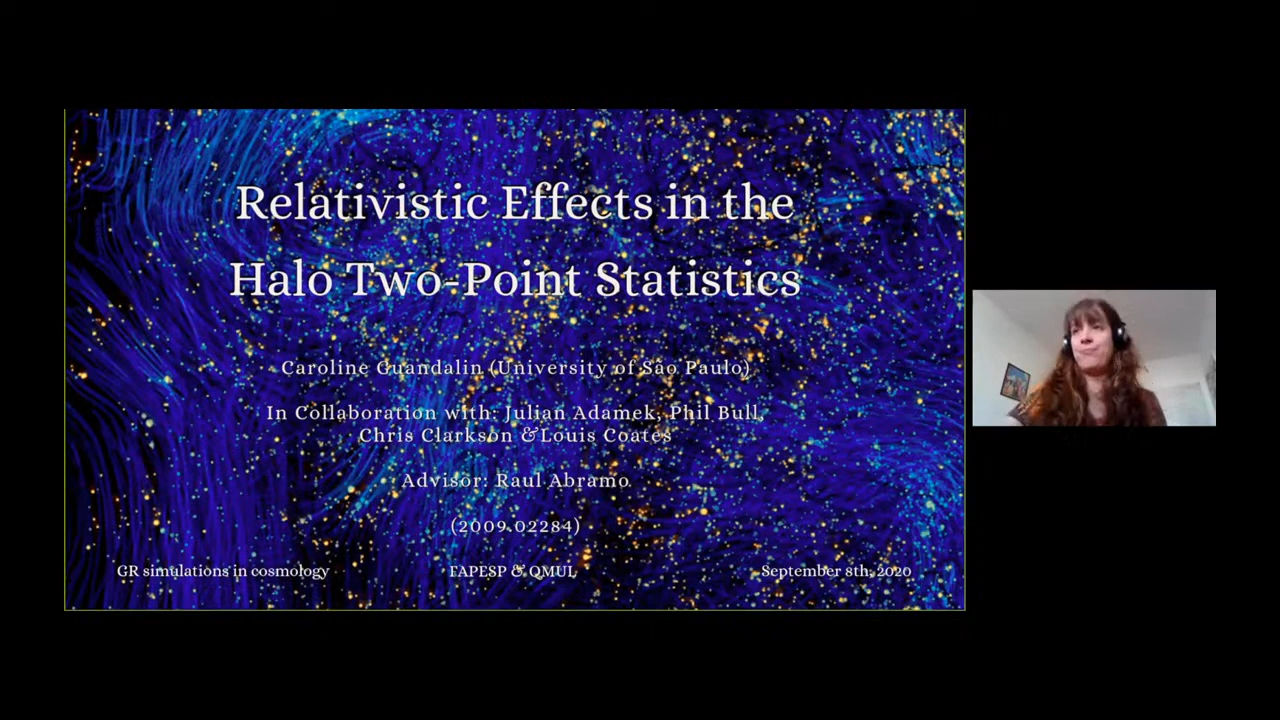 Relativistic Effects in the
Halo Two-Point Statistics
Caroline Guandalin (University of São Paulo)
In Collaboration with: Julian Adamek, Phil Bull,
Chris Clarkson & Louis Coates
Advisor: Raul Abramo
(2009.02284)
GR simulations in cosmology
FAPESP & QMUL
September 8th, 2020